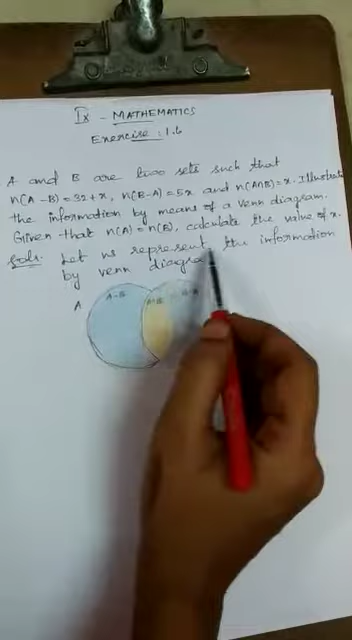 IX - MATHEMATICS
Exercise : 1.6
A and B are two sets such that
n(A-B)=32+x, n(B-A)=5x and n(A∩B)=x. Illustrate
the information by means of a venn diagram.
Given that n(A)=n(B), calculate the value of x.
Soln. Let us represent the information
by venn diagra
A A-B A∩B B-A